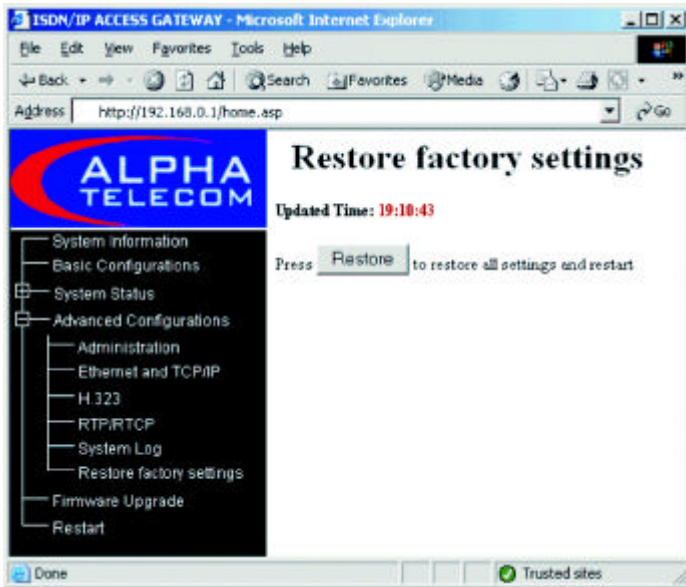 ISDN/IP ACCESS GATEWAY - Microsoft Internet Explorer
File Edit View Favorites Tools Help
Back Search Favorites Media »
Address http://192.168.0.1/home.asp Go
ALPHA
TELECOM
System Information
Basic Configurations
System Status
Advanced Configurations
Administration
Ethernet and TCP/IP
H.323
RTP/RTCP
System Log
Restore factory settings
Firmware Upgrade
Restart
Restore factory settings
Updated Time: 19:10:43
Press Restore to restore all settings and restart
Done Trusted sites